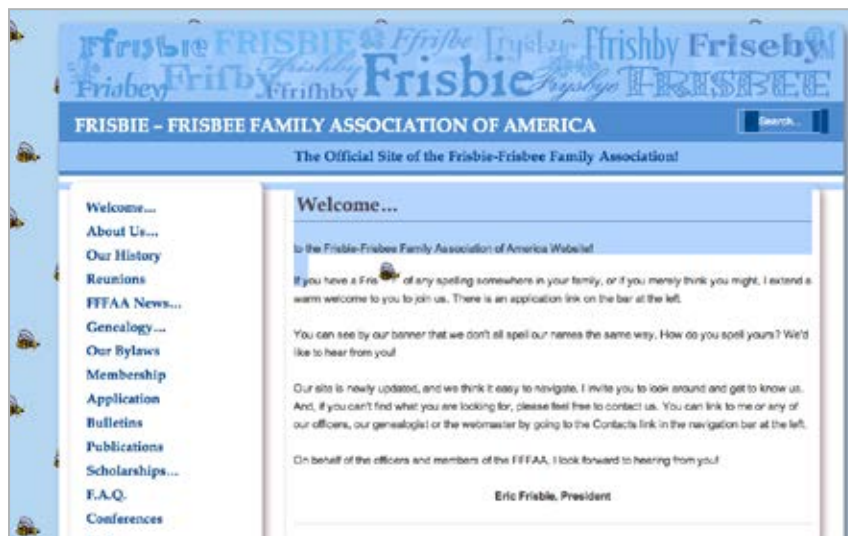 Ffrisbie FRISBIE Ffrifbe Frysbye Ffrishby Friseby
Friabey Frifby Ffrifhby Frisbie Frysbye FRISBEE
FRISBIE – FRISBEE FAMILY ASSOCIATION OF AMERICA
Search...
The Official Site of the Frisbie-Frisbee Family Association!
Welcome...
About Us...
Our History
Reunions
FFFAA News...
Genealogy...
Our Bylaws
Membership
Application
Bulletins
Publications
Scholarships...
F.A.Q.
Conferences
Welcome...
to the Frisbie-Frisbee Family Association of America Website!
If you have a Fris of any spelling somewhere in your family, or if you merely think you might, I extend a
warm welcome to you to join us. There is an application link on the bar at the left.
You can see by our banner that we don't all spell our names the same way. How do you spell yours? We'd
like to hear from you!
Our site is newly updated, and we think it easy to navigate. I invite you to look around and get to know us.
And, if you can't find what you are looking for, please feel free to contact us. You can link to me or any of
our officers, our genealogist or the webmaster by going to the Contacts link in the navigation bar at the left.
On behalf of the officers and members of the FFFAA, I look forward to hearing from you!
Eric Frisbie, President